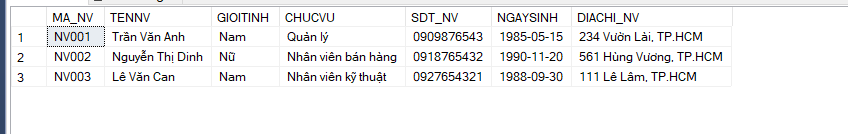 MA_NV TENNV GIOITINH CHUCVU SDT_NV NGAYSINH DIACHI_NV
1 NV001 Trần Văn Anh Nam Quản lý 0909876543 1985-05-15 234 Vườn Lài, TP.HCM
2 NV002 Nguyễn Thị Dinh Nữ Nhân viên bán hàng 0918765432 1990-11-20 561 Hùng Vương, TP.HCM
3 NV003 Lê Văn Can Nam Nhân viên kỹ thuật 0927654321 1988-09-30 111 Lê Lâm, TP.HCM